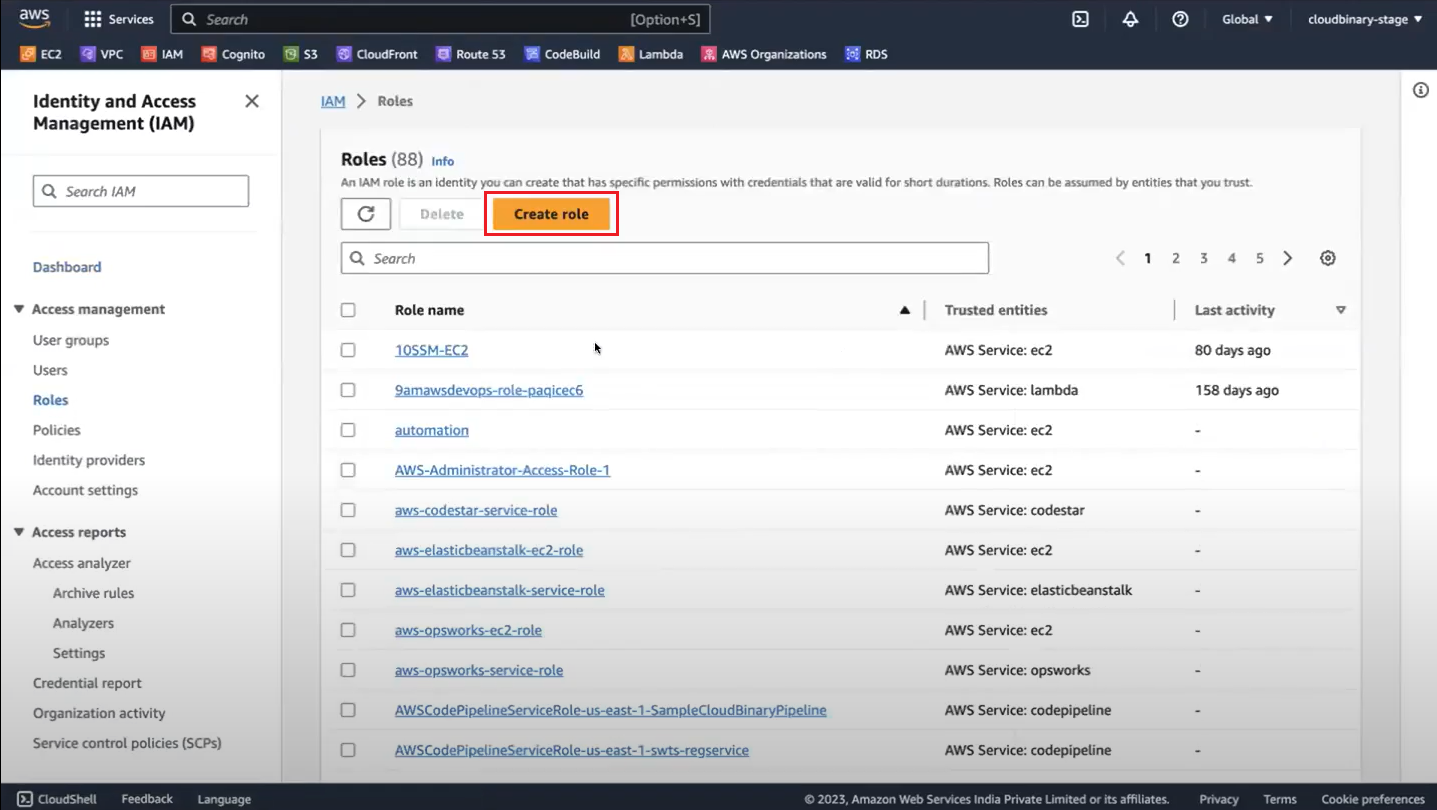 aws
Services
Search [Option+S]
Global
cloudbinary-stage
EC2 VPC IAM Cognito S3 CloudFront Route 53 CodeBuild Lambda AWS Organizations RDS
Identity and Access
Management (IAM)
Search IAM
Dashboard
Access management
User groups
Users
Roles
Policies
Identity providers
Account settings
Access reports
Access analyzer
Archive rules
Analyzers
Settings
Credential report
Organization activity
Service control policies (SCPs)
IAM > Roles
Roles (88) Info
An IAM role is an identity you can create that has specific permissions with credentials that are valid for short durations. Roles can be assumed by entities that you trust.
Delete Create role
Search
1 2 3 4 5
Role name Trusted entities Last activity
10SSM-EC2 AWS Service: ec2 80 days ago
9amawsdevops-role-paqicec6 AWS Service: lambda 158 days ago
automation AWS Service: ec2 -
AWS-Administrator-Access-Role-1 AWS Service: ec2 -
aws-codestar-service-role AWS Service: codestar -
aws-elasticbeanstalk-ec2-role AWS Service: ec2 -
aws-elasticbeanstalk-service-role AWS Service: elasticbeanstalk -
aws-opsworks-ec2-role AWS Service: ec2 -
aws-opsworks-service-role AWS Service: opsworks -
AWSCodePipelineServiceRole-us-east-1-SampleCloudBinaryPipeline AWS Service: codepipeline -
AWSCodePipelineServiceRole-us-east-1-swts-regservice AWS Service: codepipeline -
CloudShell Feedback Language © 2023, Amazon Web Services India Private Limited or its affiliates. Privacy Terms Cookie preferences